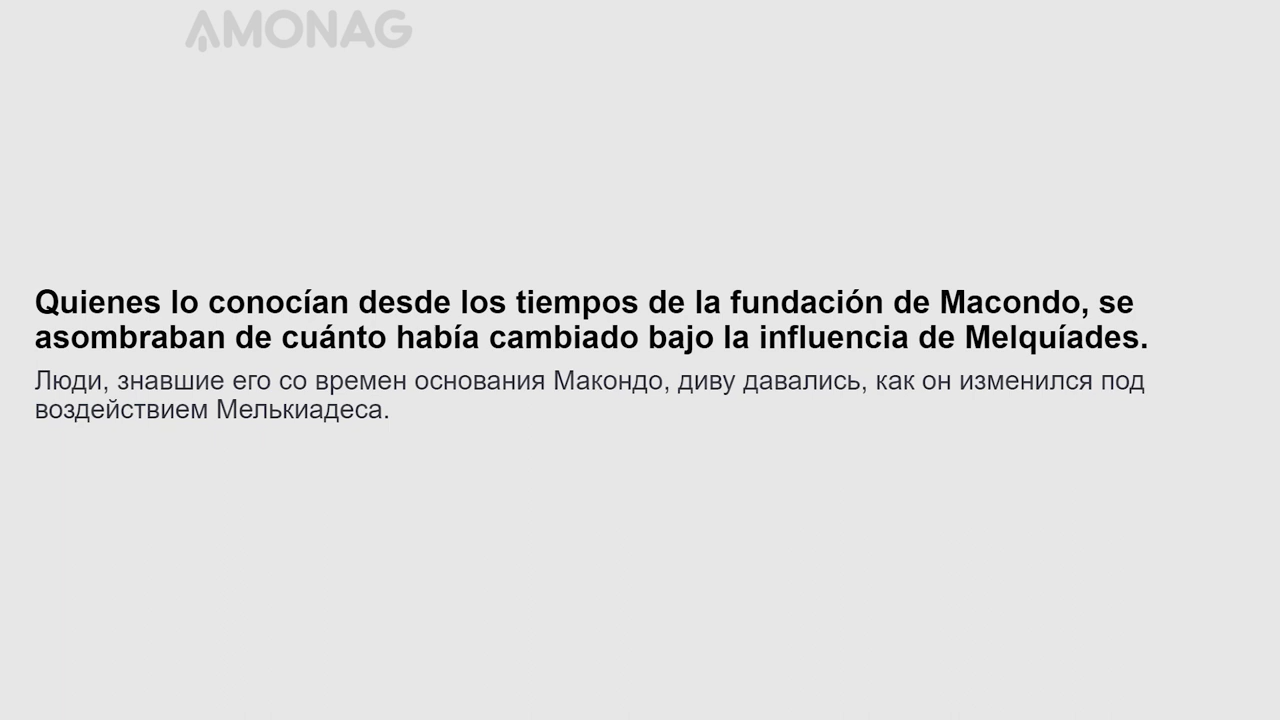 AMONAG
Quienes lo conocían desde los tiempos de la fundación de Macondo, se
asombraban de cuánto había cambiado bajo la influencia de Melquíades.
Люди, знавшие его со времен основания Макондо, диву давались, как он изменился под
воздействием Мелькиадеса.